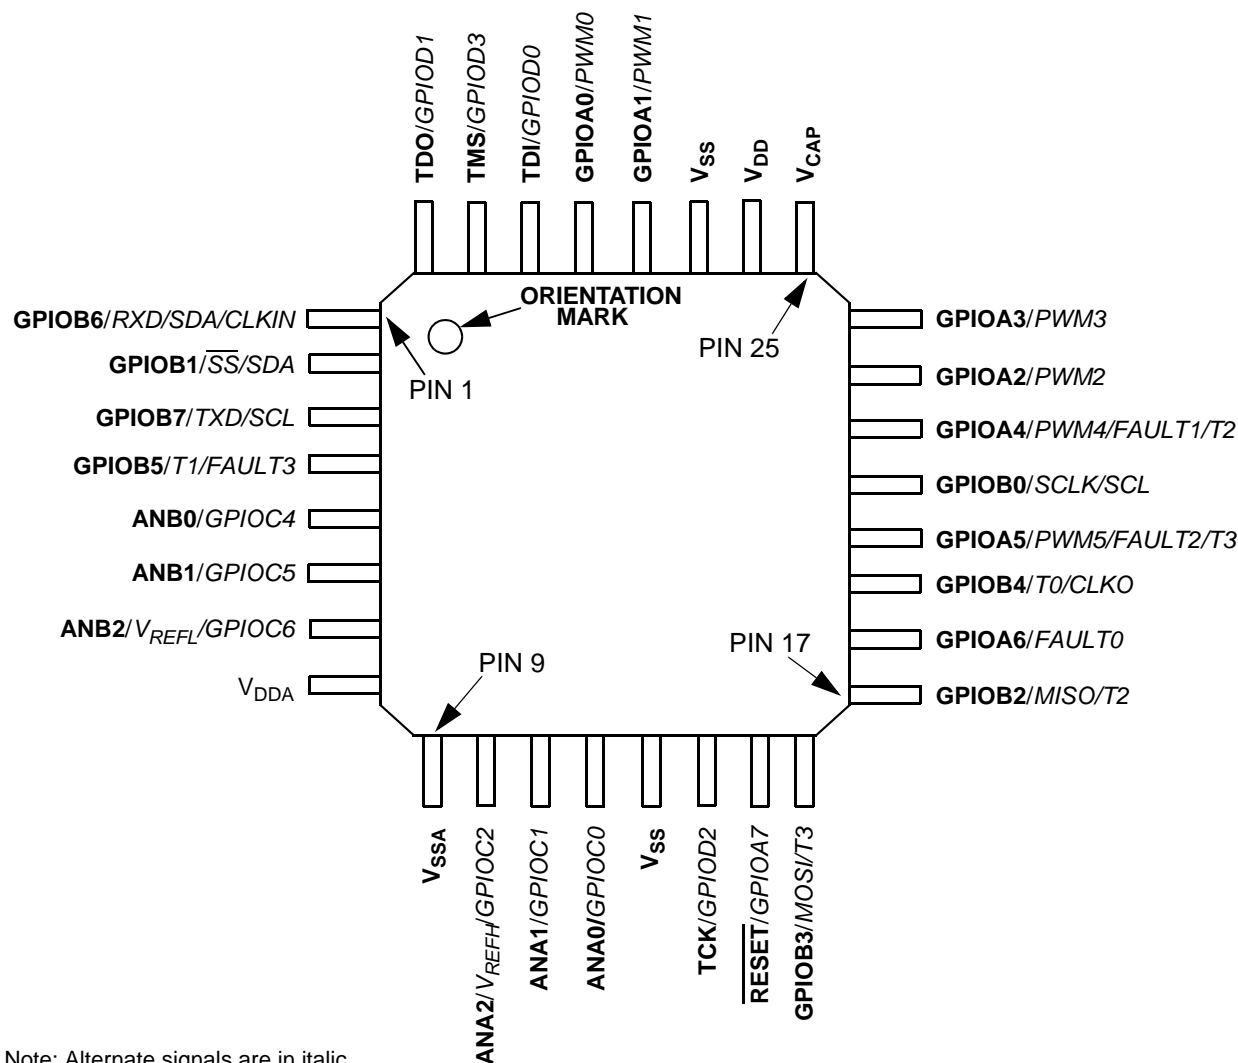 TDO/GPIOD1
TMS/GPIOD3
TDI/GPIOD0
GPIOA0/PWM0
GPIOA1/PWM1
VSS
VDD
VCAP
ORIENTATION
MARK
PIN 25
PIN 1
GPIOB6/RXD/SDA/CLKIN
GPIOB1/S̅S̅/SDA
GPIOB7/TXD/SCL
GPIOB5/T1/FAULT3
ANB0/GPIOC4
ANB1/GPIOC5
ANB2/VREFL/GPIOC6
VDDA
GPIOA3/PWM3
GPIOA2/PWM2
GPIOA4/PWM4/FAULT1/T2
GPIOB0/SCLK/SCL
GPIOA5/PWM5/FAULT2/T3
GPIOB4/T0/CLKO
GPIOA6/FAULT0
GPIOB2/MISO/T2
PIN 17
PIN 9
VSSA
ANA2/VREFH/GPIOC2
ANA1/GPIOC1
ANA0/GPIOC0
VSS
TCK/GPIOD2
R̅E̅S̅E̅T̅/GPIOA7
GPIOB3/MOSI/T3
Note: Alternate signals are in italic